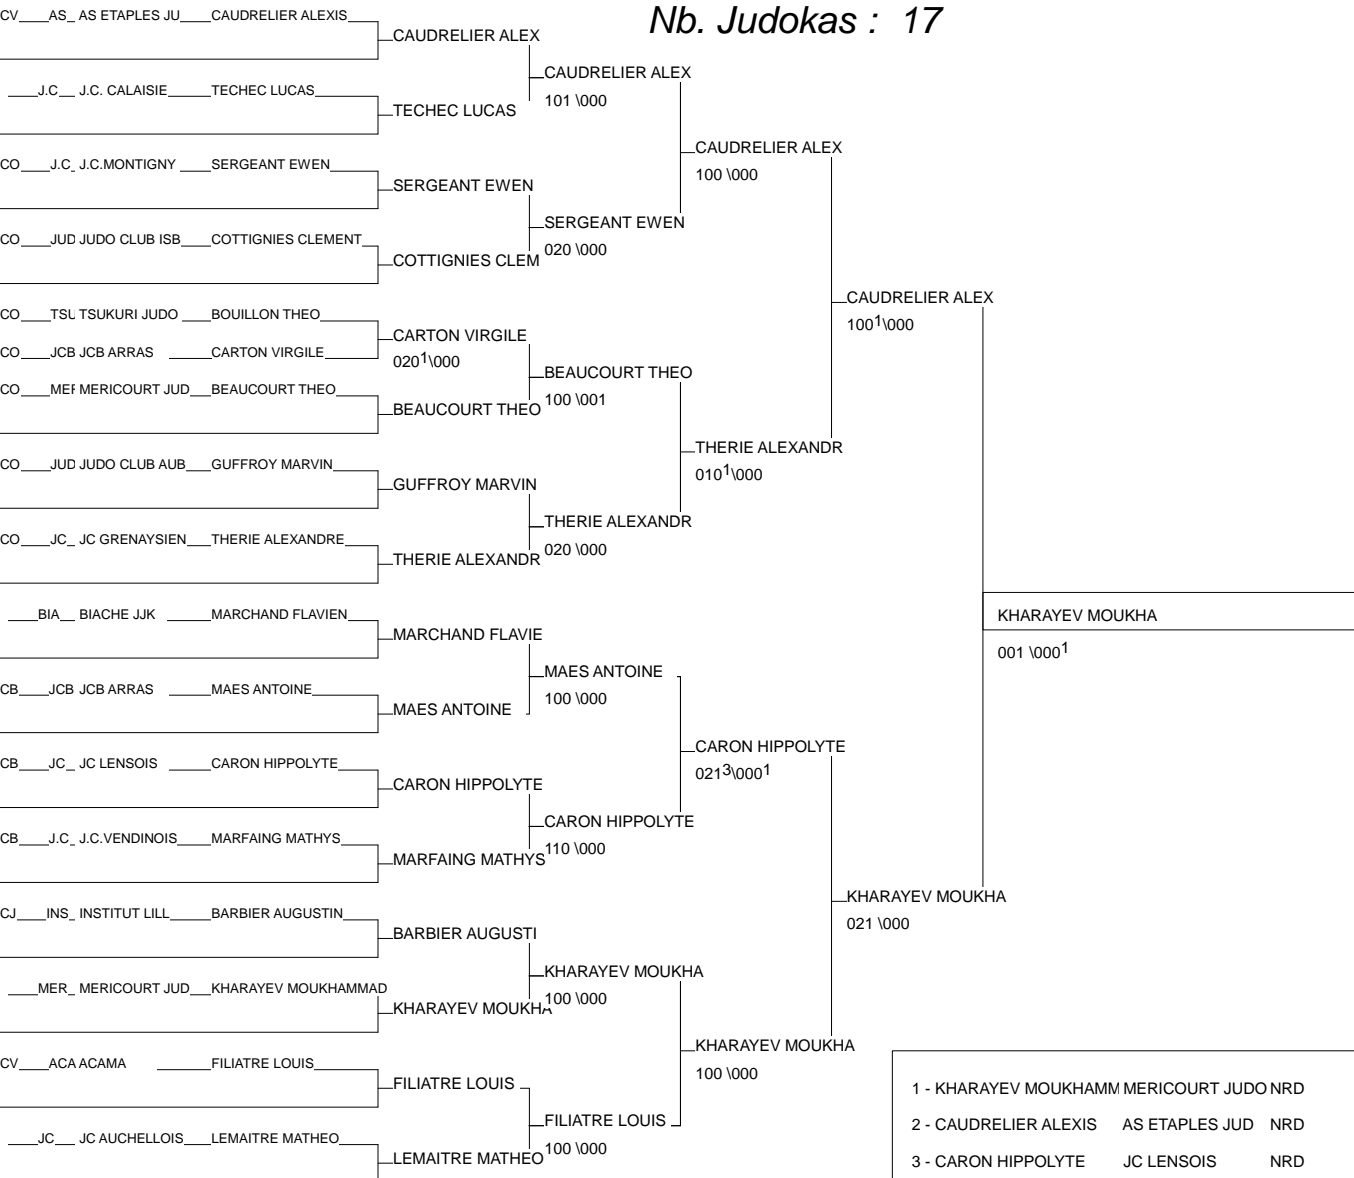 Nb. Judokas : 17
CV AS_ AS ETAPLES JU CAUDRELIER ALEXIS
J.C J.C. CALAISIE TECHEC LUCAS
CO J.C_ J.C.MONTIGNY SERGEANT EWEN
CO JUD JUDO CLUB ISB COTTIGNIES CLEMENT
CO TSU TSUKURI JUDO BOUILLON THEO
CO JCB JCB ARRAS CARTON VIRGILE
CO MER MERICOURT JUD BEAUCOURT THEO
CO JUD JUDO CLUB AUB GUFFROY MARVIN
CO JC_ JC GRENAYSIEN THERIE ALEXANDRE
BIA BIACHE JJK MARCHAND FLAVIEN
CB JCB JCB ARRAS MAES ANTOINE
CB JC_ JC LENSOIS CARON HIPPOLYTE
CB J.C_ J.C.VENDINOIS MARFAING MATHYS
CJ INS_ INSTITUT LILL BARBIER AUGUSTIN
MER_ MERICOURT JUD KHARAYEV MOUKHAMMAD
CV ACA ACAMA FILIATRE LOUIS
JC JC AUCHELLOIS LEMAITRE MATHEO
CAUDRELIER ALEX
TECHEC LUCAS
SERGEANT EWEN
COTTIGNIES CLEM
CARTON VIRGILE
020¹\000
BEAUCOURT THEO
GUFFROY MARVIN
THERIE ALEXANDR
MARCHAND FLAVIE
MAES ANTOINE
CARON HIPPOLYTE
MARFAING MATHYS
BARBIER AUGUSTI
KHARAYEV MOUKHA
FILIATRE LOUIS
LEMAITRE MATHEO
CAUDRELIER ALEX
101 \000
SERGEANT EWEN
020 \000
BEAUCOURT THEO
100 \001
THERIE ALEXANDR
020 \000
MAES ANTOINE
100 \000
CARON HIPPOLYTE
110 \000
KHARAYEV MOUKHA
100 \000
FILIATRE LOUIS
100 \000
CAUDRELIER ALEX
100 \000
THERIE ALEXANDR
010¹\000
CARON HIPPOLYTE
021³\000¹
KHARAYEV MOUKHA
100 \000
CAUDRELIER ALEX
100¹\000
KHARAYEV MOUKHA
021 \000
KHARAYEV MOUKHA
001 \000¹
1 - KHARAYEV MOUKHAMM MERICOURT JUDO NRD
2 - CAUDRELIER ALEXIS AS ETAPLES JUD NRD
3 - CARON HIPPOLYTE JC LENSOIS NRD